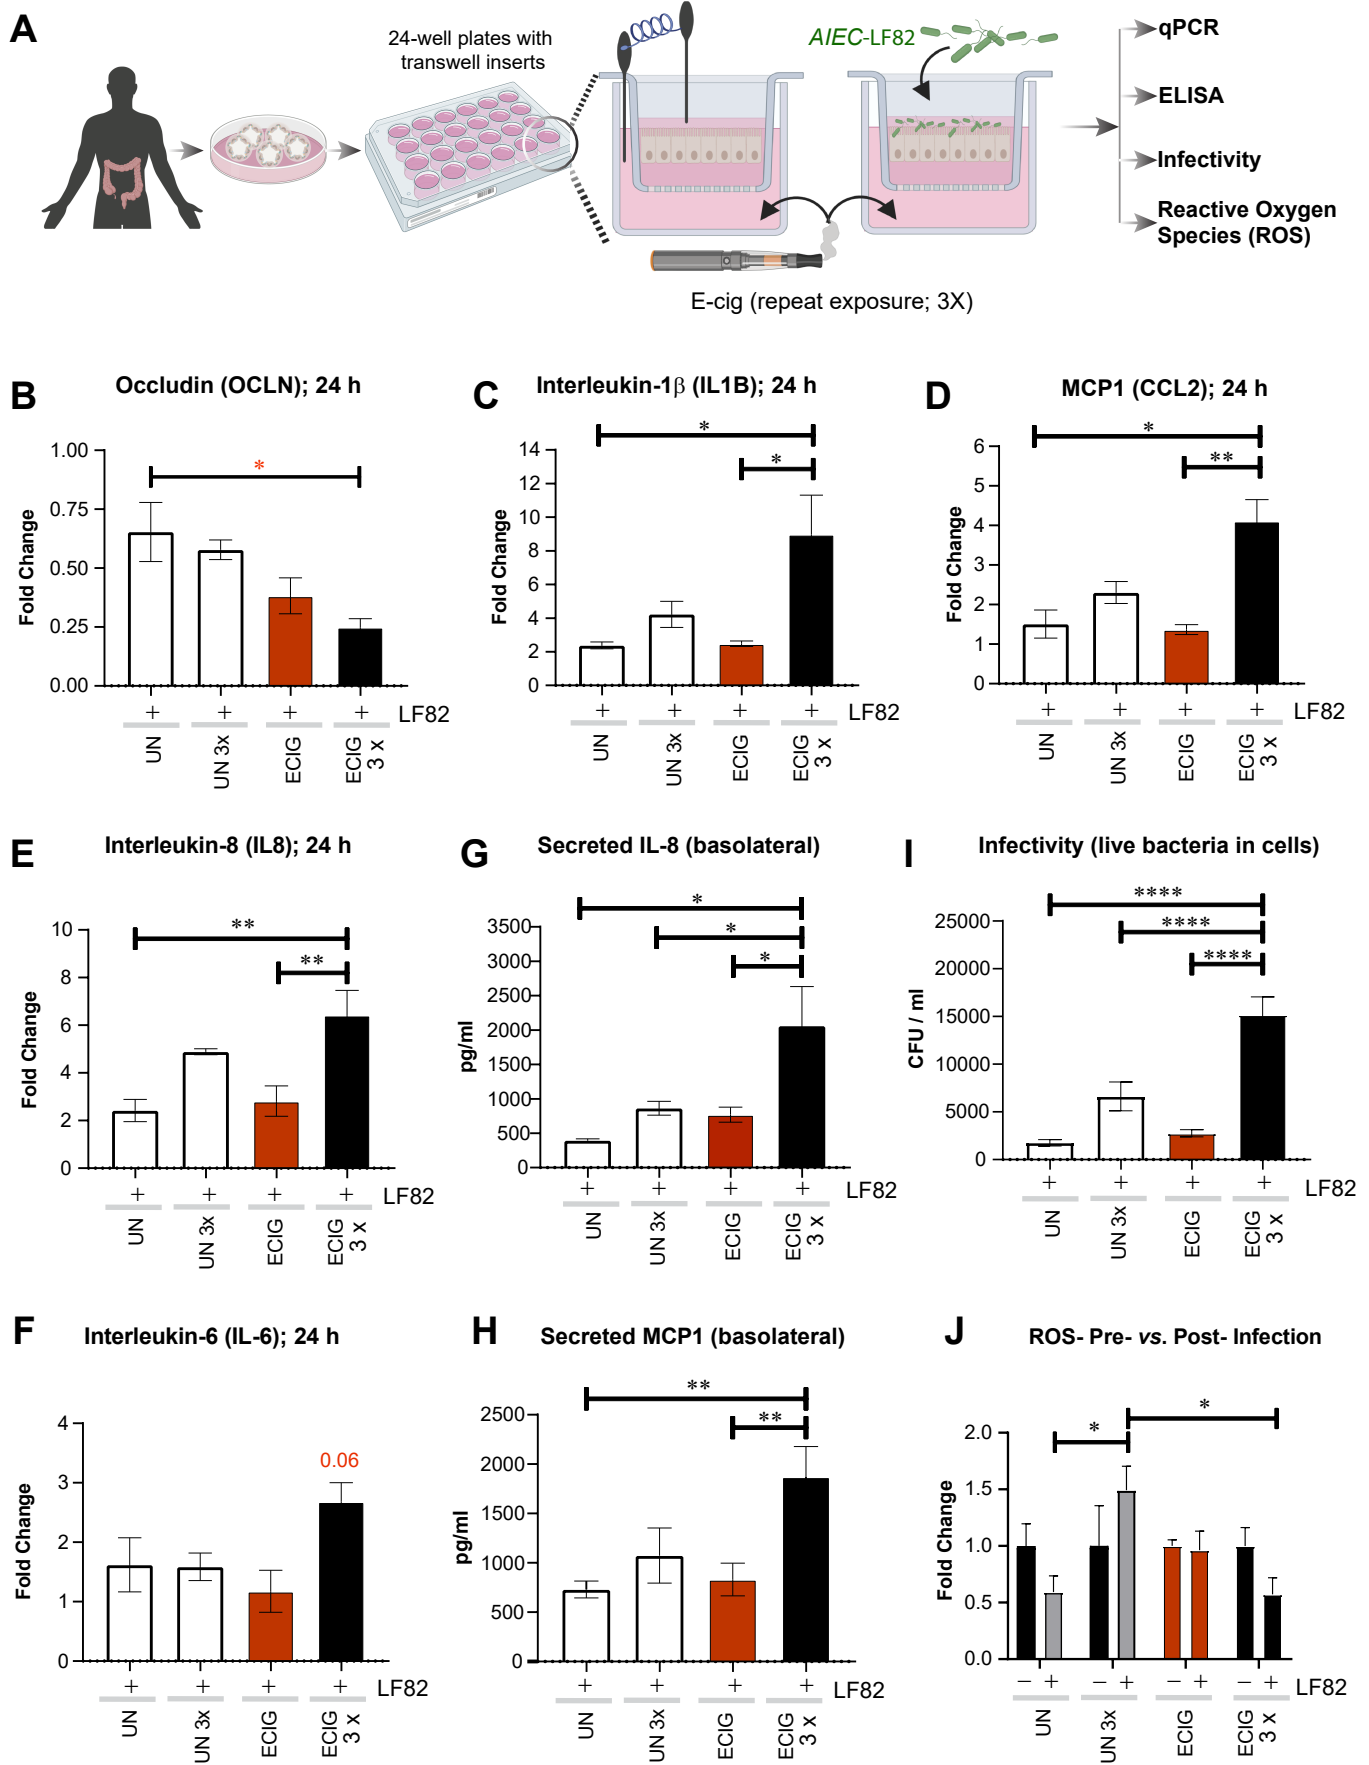 A
24-well plates with
transwell inserts
AIEC-LF82
qPCR
ELISA
Infectivity
Reactive Oxygen
Species (ROS)
E-cig (repeat exposure; 3X)
B
Occludin (OCLN); 24 h
*
Fold Change
1.00
0.75
0.50
0.25
0.00
+ + + + LF82
UN
UN 3x
ECIG
ECIG
3 x
C
Interleukin-1β (IL1B); 24 h
*
*
Fold Change
14
12
10
8
6
4
2
0
+ + + +
UN
UN 3x
ECIG
ECIG
3 x
D
MCP1 (CCL2); 24 h
*
**
Fold Change
6
5
4
3
2
1
0
+ + + + LF82
UN
UN 3x
ECIG
ECIG
3 x
E
Interleukin-8 (IL8); 24 h
**
**
Fold Change
10
8
6
4
2
0
+ + + + LF82
UN
UN 3x
ECIG
ECIG
3 x
G
Secreted IL-8 (basolateral)
*
*
*
pg/ml
3500
3000
2500
2000
1500
1000
500
0
+ + + + LF82
UN
UN 3x
ECIG
ECIG
3 x
I
Infectivity (live bacteria in cells)
****
****
****
CFU / ml
25000
20000
15000
10000
5000
0
+ + + + LF82
UN
UN 3x
ECIG
ECIG
3 x
F
Interleukin-6 (IL-6); 24 h
0.06
Fold Change
4
3
2
1
0
+ + + + LF82
UN
UN 3x
ECIG
ECIG
3 x
H
Secreted MCP1 (basolateral)
**
**
pg/ml
2500
2000
1500
1000
500
0
+ + + + LF82
UN
UN 3x
ECIG
ECIG
3 x
J
ROS- Pre- vs. Post- Infection
*
*
Fold Change
2.0
1.5
1.0
0.5
0.0
− + − + − + − + LF82
UN
UN 3x
ECIG
ECIG
3 x